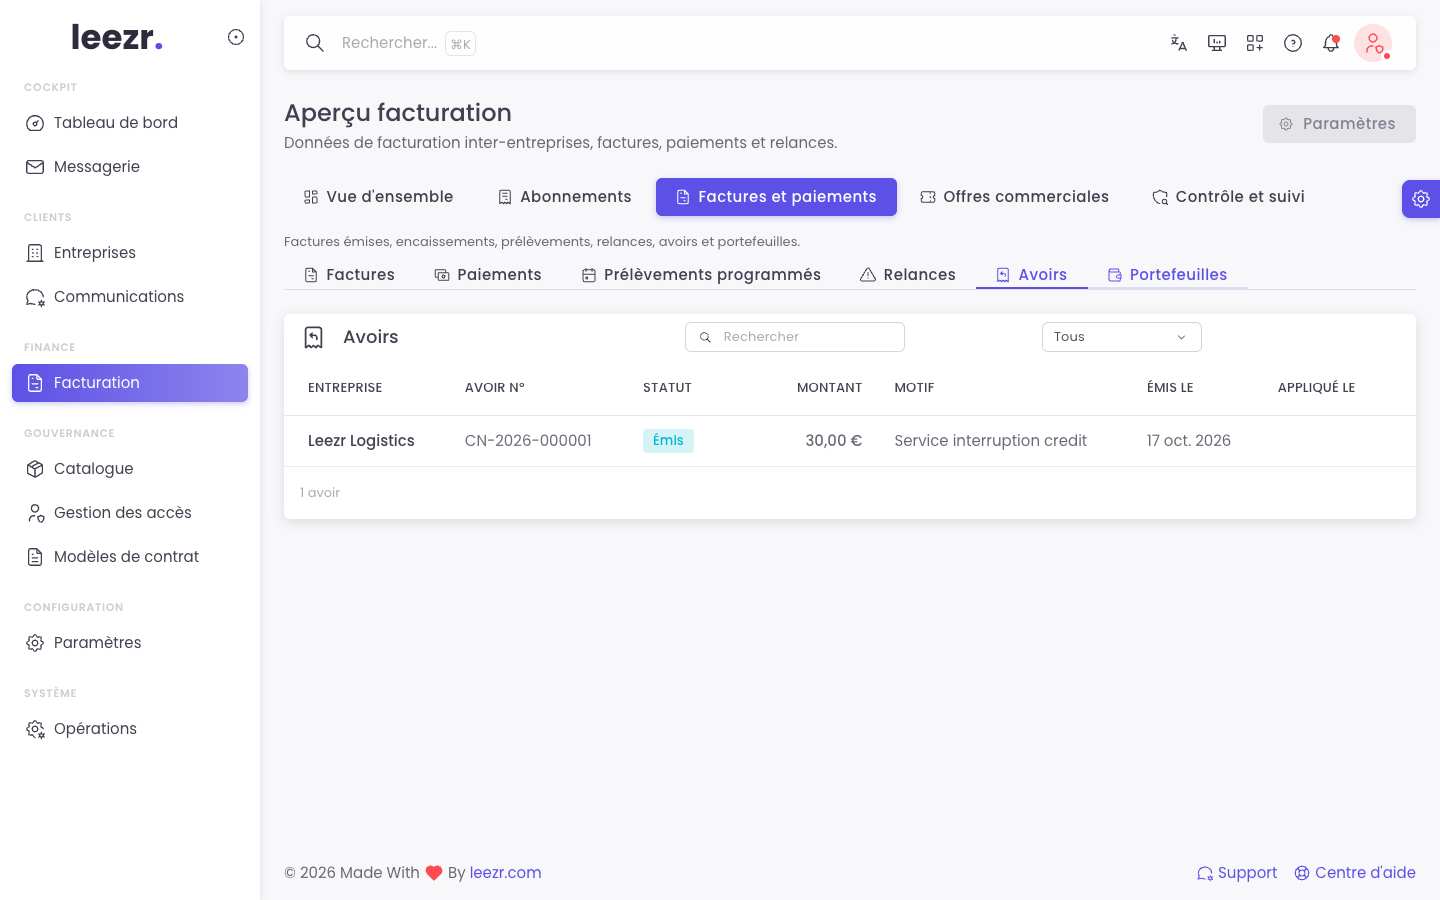 leezr.
COCKPIT
Tableau de bord
Messagerie
CLIENTS
Entreprises
Communications
FINANCE
Facturation
GOUVERNANCE
Catalogue
Gestion des accès
Modèles de contrat
CONFIGURATION
Paramètres
SYSTÈME
Opérations
Rechercher... ⌘K
Aperçu facturation
Données de facturation inter-entreprises, factures, paiements et relances.
Paramètres
Vue d'ensemble Abonnements Factures et paiements Offres commerciales Contrôle et suivi
Factures émises, encaissements, prélèvements, relances, avoirs et portefeuilles.
Factures Paiements Prélèvements programmés Relances Avoirs Portefeuilles
Avoirs Rechercher Tous
ENTREPRISE AVOIR N° STATUT MONTANT MOTIF ÉMIS LE APPLIQUÉ LE
Leezr Logistics CN-2026-000001 Émis 30,00 € Service interruption credit 17 oct. 2026
1 avoir
© 2026 Made With By leezr.com
Support Centre d'aide